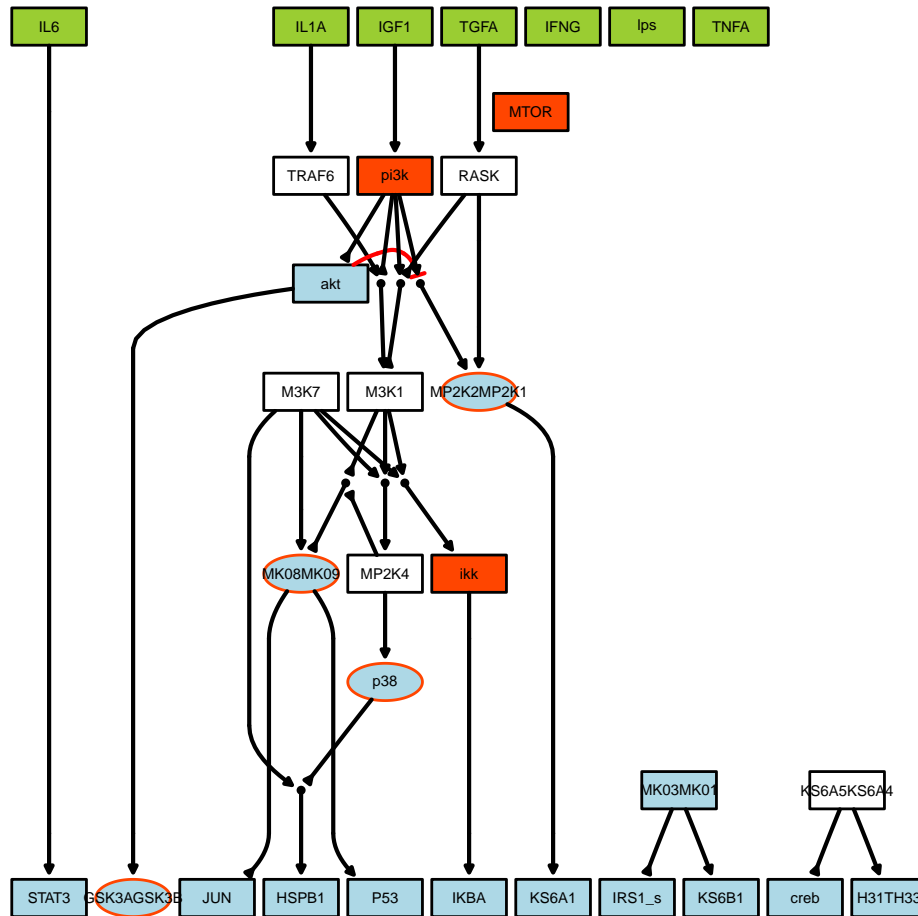 IL6
IL1A
IGF1
TGFA
IFNG
lps
TNFA
MTOR
TRAF6
pi3k
RASK
akt
M3K7
M3K1
MP2K2MP2K1
MK08MK09
MP2K4
ikk
p38
MK03MK01
KS6A5KS6A4
STAT3
GSK3AGSK3B
JUN
HSPB1
P53
IKBA
KS6A1
IRS1_s
KS6B1
creb
H31TH33